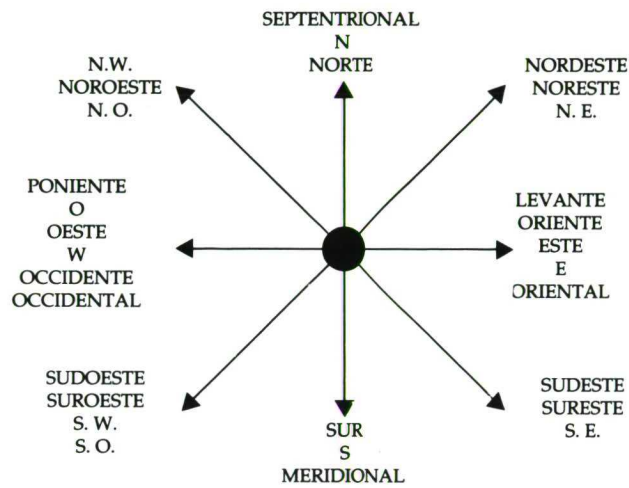 SEPTENTRIONAL
N
NORTE
N.W.
NOROESTE
N. O.
NORDESTE
NORESTE
N. E.
PONIENTE
O
OESTE
W
OCCIDENTE
OCCIDENTAL
LEVANTE
ORIENTE
ESTE
E
ORIENTAL
SUDOESTE
SUROESTE
S. W.
S. O.
SUR
S
MERIDIONAL
SUDESTE
SURESTE
S. E.